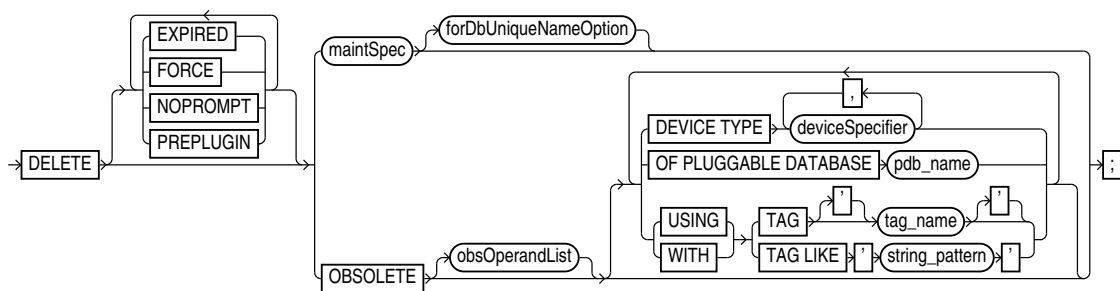 EXPIRED
FORCE
NOPROMPT
PREPLUGIN
DELETE
maintSpec
forDbUniqueNameOption
,
DEVICE TYPE deviceSpecifier
OF PLUGGABLE DATABASE pdb_name
USING
WITH
TAG ' tag_name '
TAG LIKE ' string_pattern '
OBSOLETE obsOperandList
;